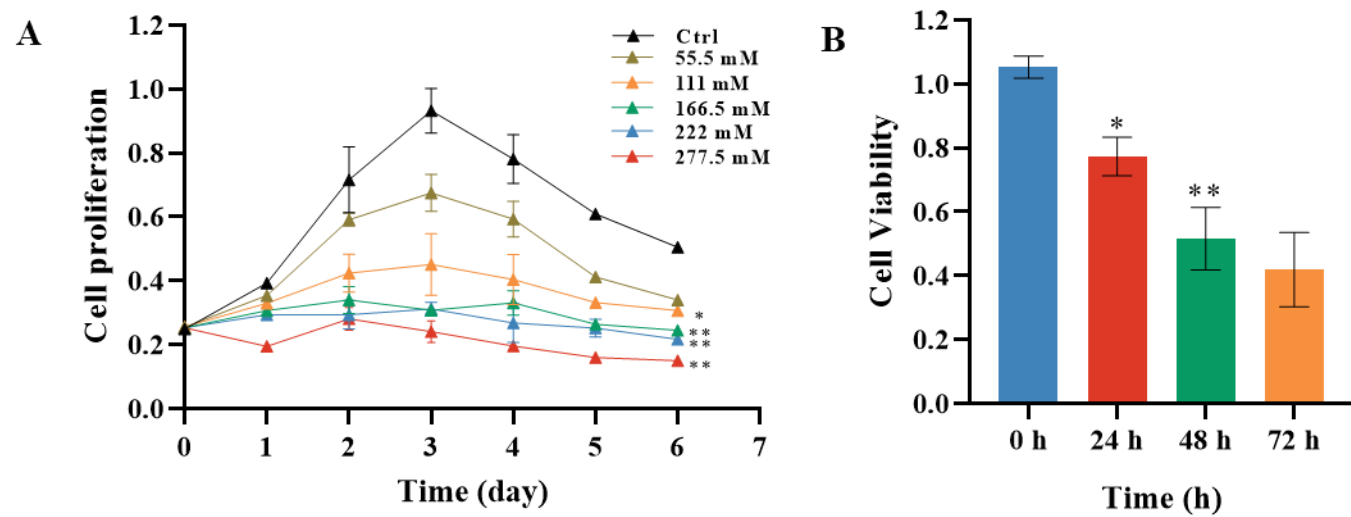 A
Cell proliferation
1.2
1.0
0.8
0.6
0.4
0.2
0.0
Ctrl
55.5 mM
111 mM
166.5 mM
222 mM
277.5 mM
*
**
**
**
0 1 2 3 4 5 6 7
Time (day)
B
Cell Viability
1.2
1.0
0.8
0.6
0.4
0.2
0.0
*
**
0 h 24 h 48 h 72 h
Time (h)